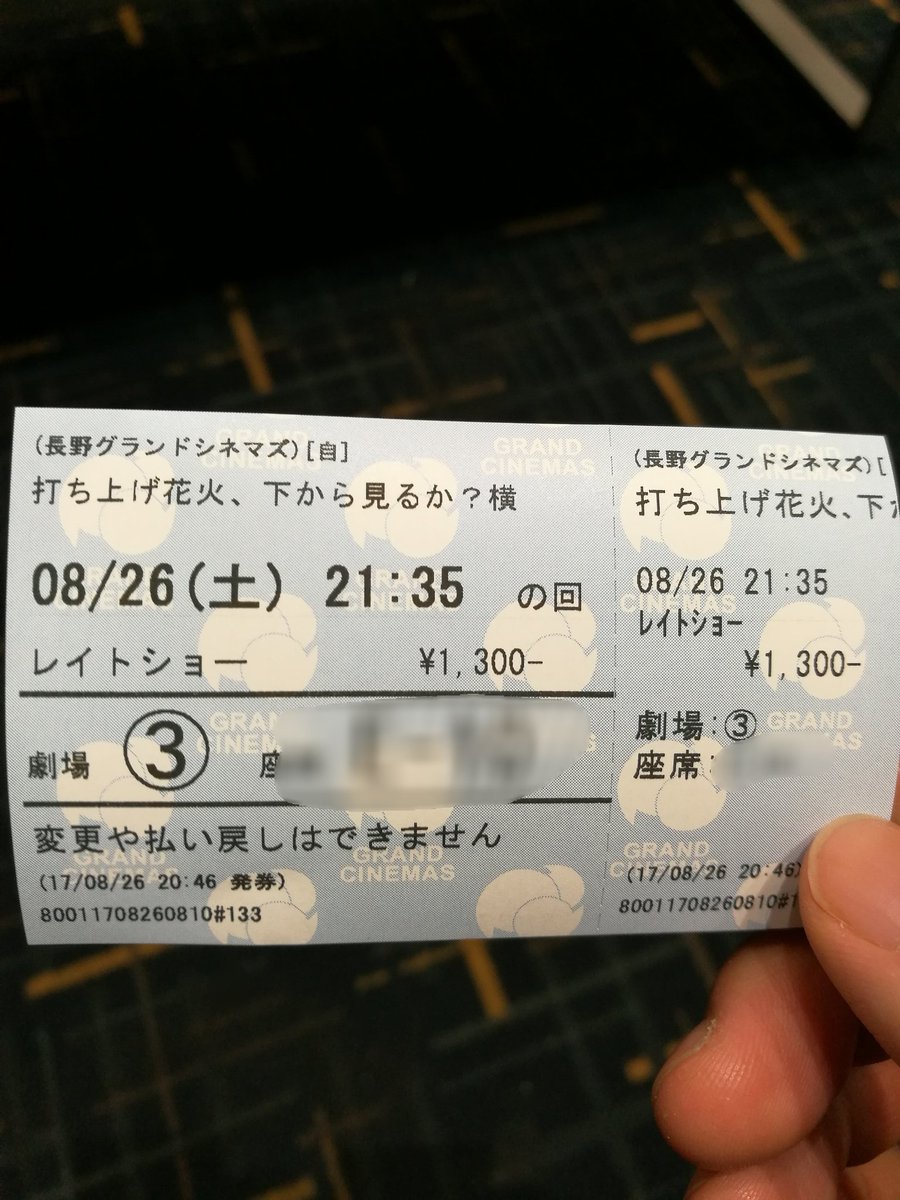 (長野グランドシネマズ)[自]
打ち上げ花火、下から見るか？横
08/26(土) 21:35 の回
レイトショー ¥1,300-
劇場 ③ 座
変更や払い戻しはできません
(17/08/26 20:46 発券)
80011708260810#133
(長野グランドシネマズ)[
打ち上げ花火、下か
08/26 21:35
レイトショー
¥1,300-
劇場:③
座席:
(17/08/26 20:46)
80011708260810#1
GRAND CINEMAS